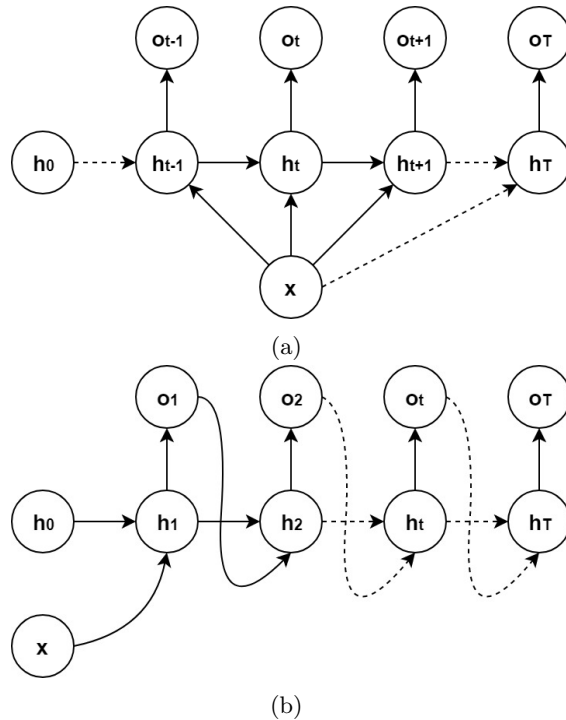 ot-1 ot ot+1 oT
h0 ht-1 ht ht+1 hT
x
(a)
o1 o2 ot oT
h0 h1 h2 ht hT
x
(b)